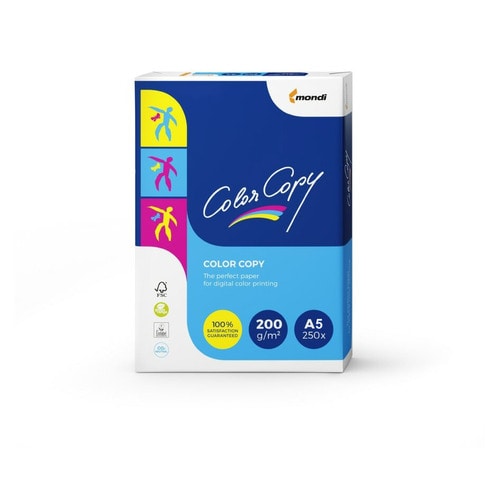 mondi
Color Copy
COLOR COPY
The perfect paper
for digital color printing
FSC
100%
SATISFACTION
GUARANTEED
200
g/m²
A5
250x